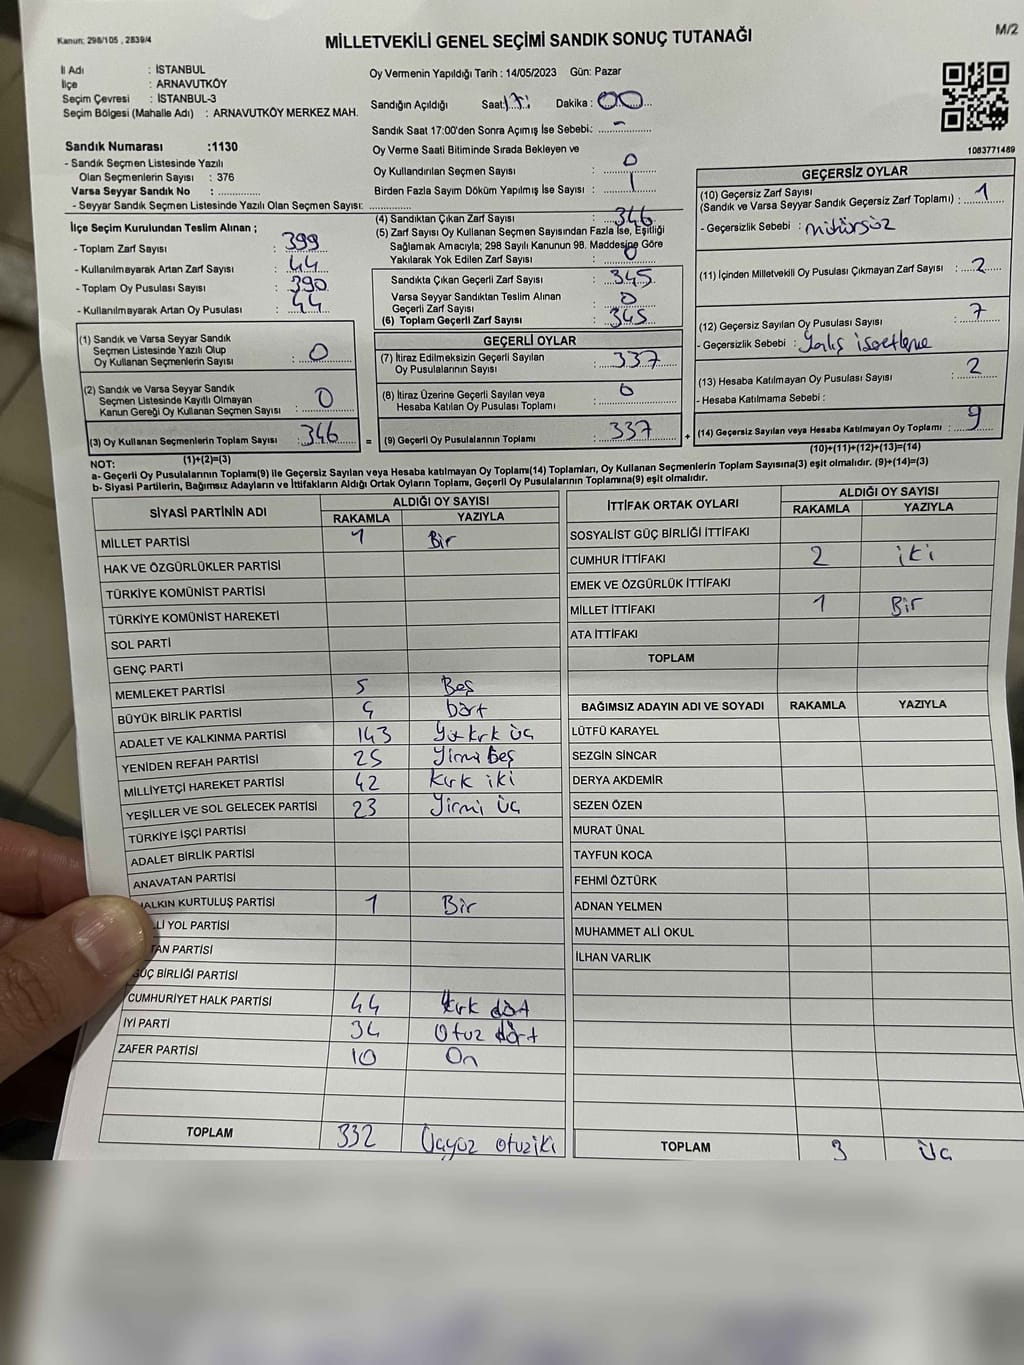 Kanun: 298/105 , 2839/4
M/2
MİLLETVEKİLİ GENEL SEÇİMİ SANDIK SONUÇ TUTANAĞI
İl Adı : İSTANBUL
İlçe : ARNAVUTKÖY
Seçim Çevresi : İSTANBUL-3
Seçim Bölgesi (Mahalle Adı) : ARNAVUTKÖY MERKEZ MAH.
Oy Vermenin Yapıldığı Tarih : 14/05/2023 Gün: Pazar
Sandığın Açıldığı Saat: 17: Dakika : 00
Sandık Saat 17:00'den Sonra Açımış İse Sebebi: -
Oy Verme Saati Bitiminde Sırada Bekleyen ve
Oy Kullandırılan Seçmen Sayısı : 0
Birden Fazla Sayım Döküm Yapılmış İse Sayısı : 1
1083771489
Sandık Numarası :1130
- Sandık Seçmen Listesinde Yazılı
Olan Seçmenlerin Sayısı : 376
Varsa Seyyar Sandık No :
- Seyyar Sandık Seçmen Listesinde Yazılı Olan Seçmen Sayısı:
İlçe Seçim Kurulundan Teslim Alınan ;
- Toplam Zarf Sayısı : 399
- Kullanılmayarak Artan Zarf Sayısı : 44
- Toplam Oy Pusulası Sayısı : 390
- Kullanılmayarak Artan Oy Pusulası : 44
(1) Sandık ve Varsa Seyyar Sandık
Seçmen Listesinde Yazılı Olup
Oy Kullanan Seçmenlerin Sayısı : 0
(2) Sandık ve Varsa Seyyar Sandık
Seçmen Listesinde Kayıtlı Olmayan
Kanun Gereği Oy Kullanan Seçmen Sayısı : 0
(3) Oy Kullanan Seçmenlerin Toplam Sayısı : 346
(1)+(2)=(3)
(4) Sandıktan Çıkan Zarf Sayısı : 346
(5) Zarf Sayısı Oy Kullanan Seçmen Sayısından Fazla İse, Eşitliği
Sağlamak Amacıyla; 298 Sayılı Kanunun 98. Maddesine Göre
Yakılarak Yok Edilen Zarf Sayısı : 0
Sandıkta Çıkan Geçerli Zarf Sayısı : 345
Varsa Seyyar Sandıktan Teslim Alınan
Geçerli Zarf Sayısı : 0
(6) Toplam Geçerli Zarf Sayısı : 345
GEÇERLİ OYLAR
(7) İtiraz Edilmeksizin Geçerli Sayılan
Oy Pusulalarının Sayısı : 337
(8) İtiraz Üzerine Geçerli Sayılan veya
Hesaba Katılan Oy Pusulası Toplamı : 0
= (9) Geçerli Oy Pusulalarının Toplamı : 337 +
GEÇERSİZ OYLAR
(10) Geçersiz Zarf Sayısı
(Sandık ve Varsa Seyyar Sandık Geçersiz Zarf Toplamı) : 1
- Geçersizlik Sebebi : mühürsüz
(11) İçinden Milletvekili Oy Pusulası Çıkmayan Zarf Sayısı : 2
(12) Geçersiz Sayılan Oy Pusulası Sayısı : 7
- Geçersizlik Sebebi :
(13) Hesaba Katılmayan Oy Pusulası Sayısı : 2
- Hesaba Katılmama Sebebi :
(14) Geçersiz Sayılan veya Hesaba Katılmayan Oy Toplamı : 9
(10)+(11)+(12)+(13)=(14)
NOT:
a- Geçerli Oy Pusulalarının Toplamı(9) ile Geçersiz Sayılan veya Hesaba katılmayan Oy Toplamı(14) Toplamları, Oy Kullanan Seçmenlerin Toplam Sayısına(3) eşit olmalıdır. (9)+(14)=(3)
b- Siyasi Partilerin, Bağımsız Adayların ve İttifakların Aldığı Oyların Toplamı, Geçerli Oy Pusulalarının Toplamına(9) eşit olmalıdır.
SİYASİ PARTİNİN ADI ALDIĞI OY SAYISI
RAKAMLA YAZIYLA
MİLLET PARTİSİ 1 Bir
HAK VE ÖZGÜRLÜKLER PARTİSİ
TÜRKİYE KOMÜNİST PARTİSİ
TÜRKİYE KOMÜNİST HAREKETİ
SOL PARTİ
GENÇ PARTİ
MEMLEKET PARTİSİ 5 Beş
BÜYÜK BİRLİK PARTİSİ 4 Dört
ADALET VE KALKINMA PARTİSİ 143 Yüz kırk üç
YENİDEN REFAH PARTİSİ 25 Yirmi Beş
MİLLİYETÇİ HAREKET PARTİSİ 42 Kırk iki
YEŞİLLER VE SOL GELECEK PARTİSİ 23 Yirmi üç
TÜRKİYE İŞÇİ PARTİSİ
ADALET BİRLİK PARTİSİ
ANAVATAN PARTİSİ
HALKIN KURTULUŞ PARTİSİ 1 Bir
Lİ YOL PARTİSİ
TAN PARTİSİ
GÜÇ BİRLİĞİ PARTİSİ
CUMHURİYET HALK PARTİSİ 44 Kırk dört
İYİ PARTİ 34 Otuz dört
ZAFER PARTİSİ 10 On
TOPLAM 332 Üçyüz otuziki
İTTİFAK ORTAK OYLARI ALDIĞI OY SAYISI
RAKAMLA YAZIYLA
SOSYALİST GÜÇ BİRLİĞİ İTTİFAKI
CUMHUR İTTİFAKI 2 iki
EMEK VE ÖZGÜRLÜK İTTİFAKI
MİLLET İTTİFAKI 1 Bir
ATA İTTİFAKI
TOPLAM
BAĞIMSIZ ADAYIN ADI VE SOYADI RAKAMLA YAZIYLA
LÜTFÜ KARAYEL
SEZGİN SİNCAR
DERYA AKDEMİR
SEZEN ÖZEN
MURAT ÜNAL
TAYFUN KOCA
FEHMİ ÖZTÜRK
ADNAN YELMEN
MUHAMMET ALİ OKUL
İLHAN VARLIK
TOPLAM 3 Üç